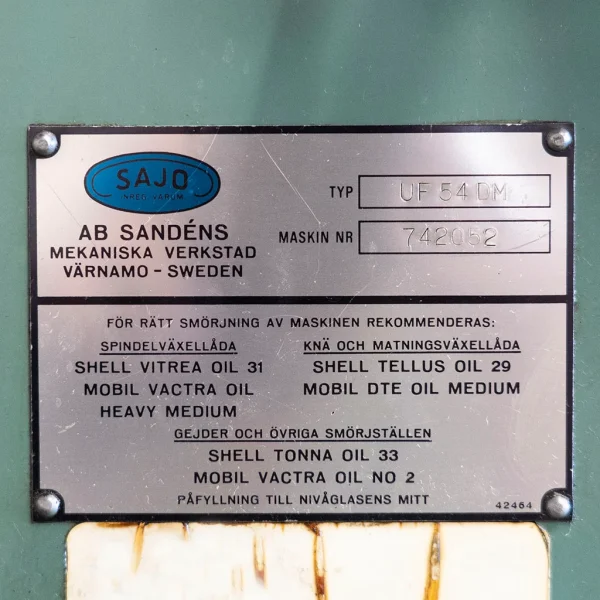 SAJO
INREG. VARUM.
AB SANDÉNS
MEKANISKA VERKSTAD
VÄRNAMO - SWEDEN
TYP UF 54 DM
MASKIN NR 742052
FÖR RÄTT SMÖRJNING AV MASKINEN REKOMMENDERAS:
SPINDELVÄXELLÅDA
SHELL VITREA OIL 31
MOBIL VACTRA OIL
HEAVY MEDIUM
KNÄ OCH MATNINGSVÄXELLÅDA
SHELL TELLUS OIL 29
MOBIL DTE OIL MEDIUM
GEJDER OCH ÖVRIGA SMÖRJSTÄLLEN
SHELL TONNA OIL 33
MOBIL VACTRA OIL NO 2
PÅFYLLNING TILL NIVÅGLASENS MITT
42464